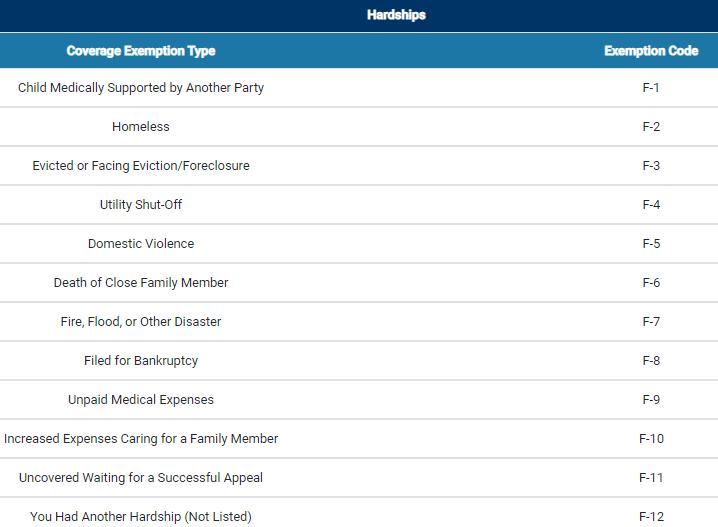 Hardships
Coverage Exemption Type Exemption Code
Child Medically Supported by Another Party F-1
Homeless F-2
Evicted or Facing Eviction/Foreclosure F-3
Utility Shut-Off F-4
Domestic Violence F-5
Death of Close Family Member F-6
Fire, Flood, or Other Disaster F-7
Filed for Bankruptcy F-8
Unpaid Medical Expenses F-9
Increased Expenses Caring for a Family Member F-10
Uncovered Waiting for a Successful Appeal F-11
You Had Another Hardship (Not Listed) F-12